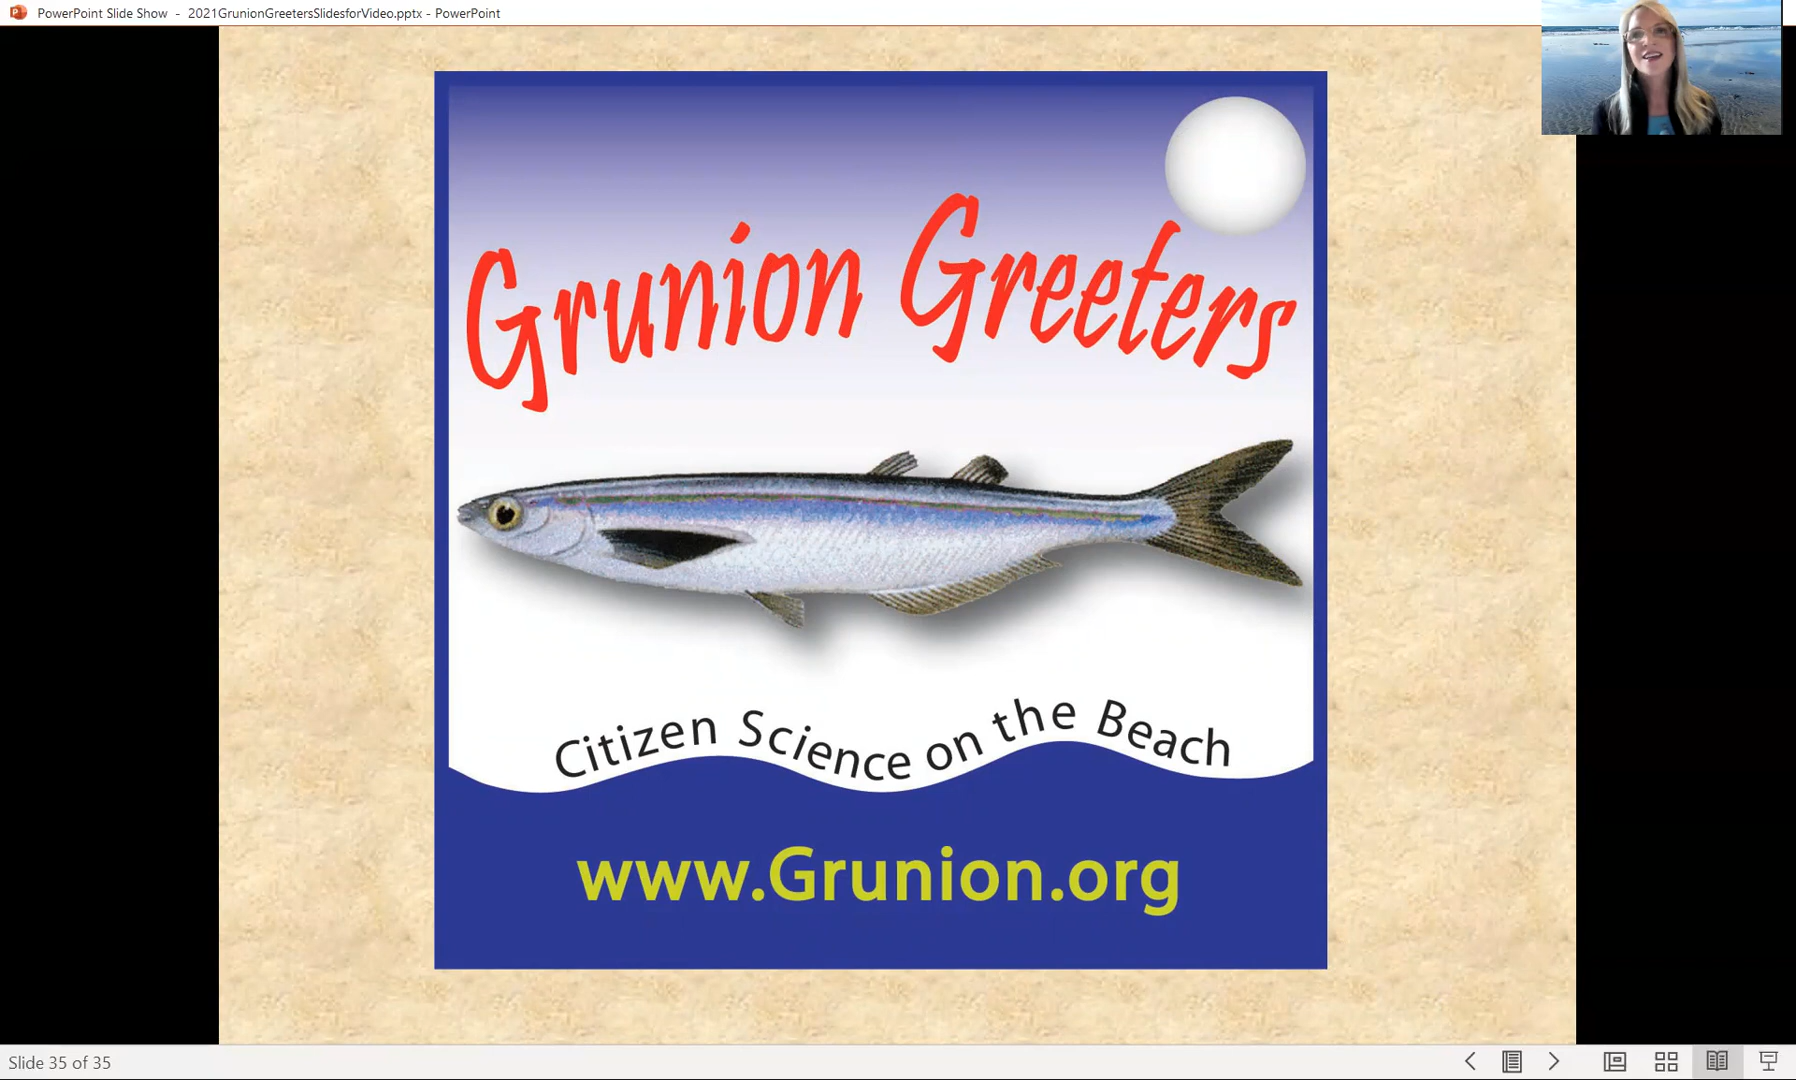 PowerPoint Slide Show - 2021GrunionGreetersSlidesforVideo.pptx - PowerPoint
Grunion Greeters
Citizen Science on the Beach
www.Grunion.org
Slide 35 of 35